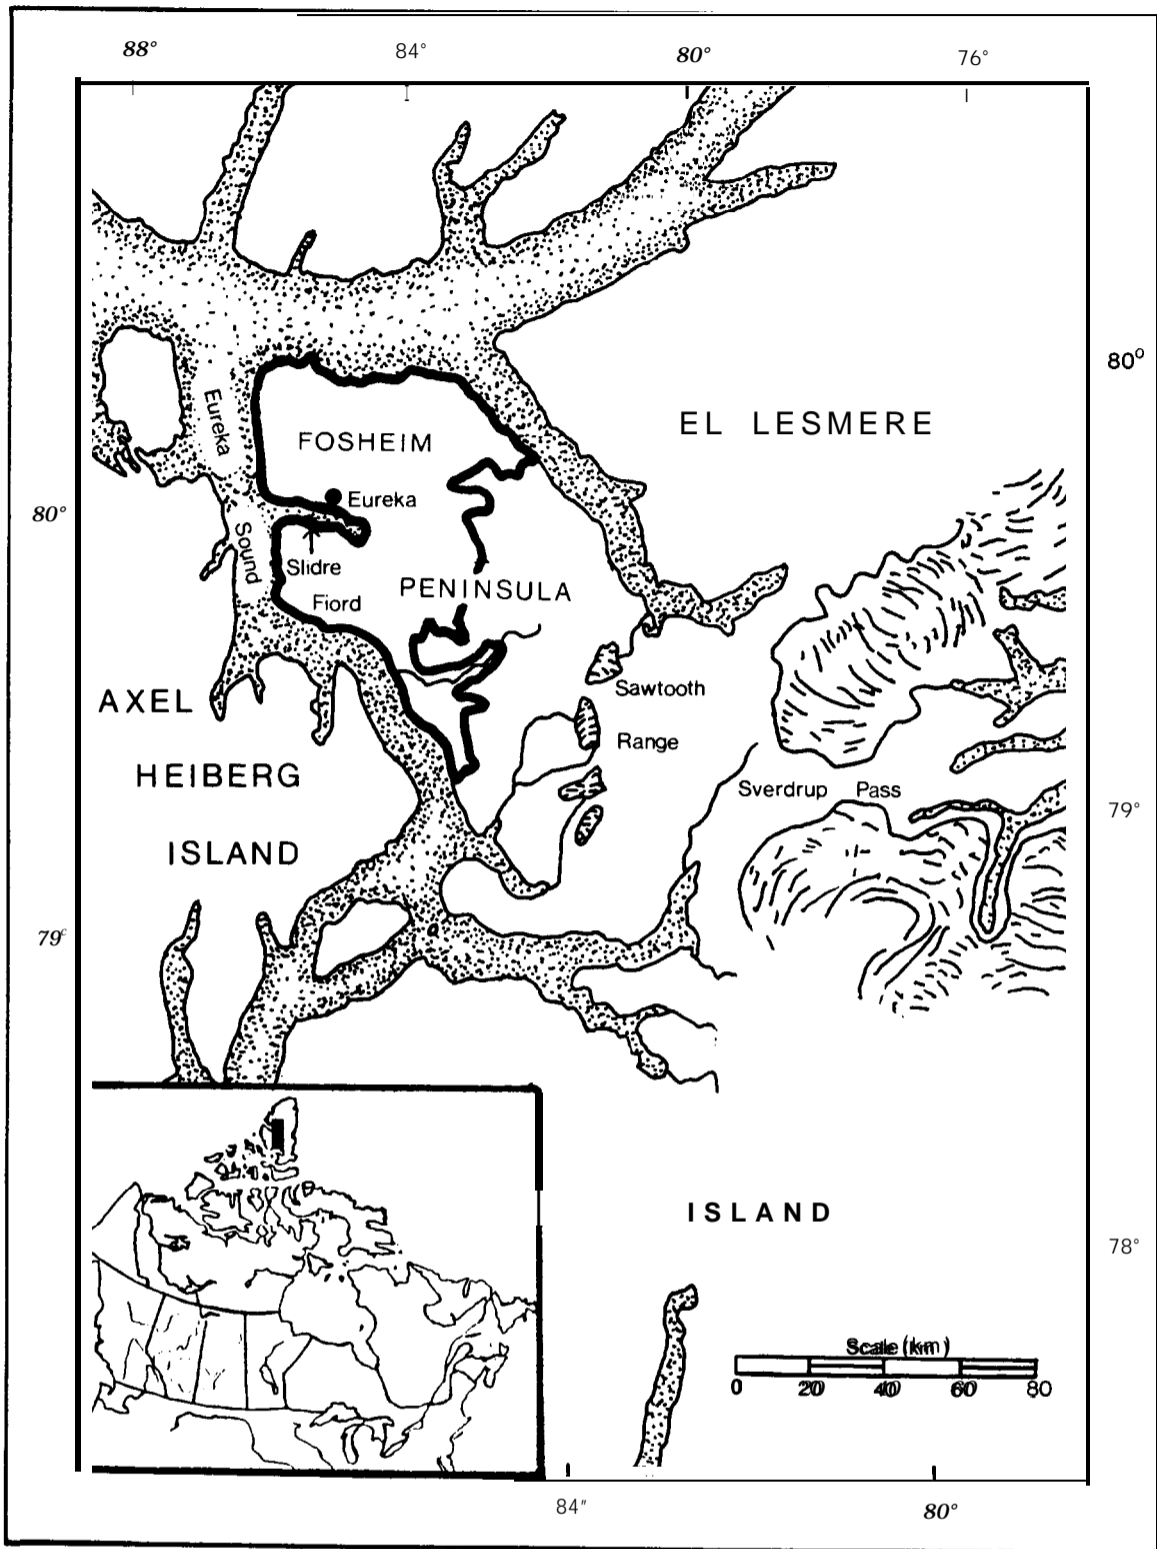 88° 84° 80° 76°
80°
Eureka
EL LESMERE
FOSHEIM
Eureka
80°
Sound
Slidre
PENINSULA
Fiord
Sawtooth
AXEL
Range
HEIBERG
Sverdrup Pass
79°
ISLAND
79°
ISLAND
78°
Scale (km)
0 20 40 60 80
84"
80°